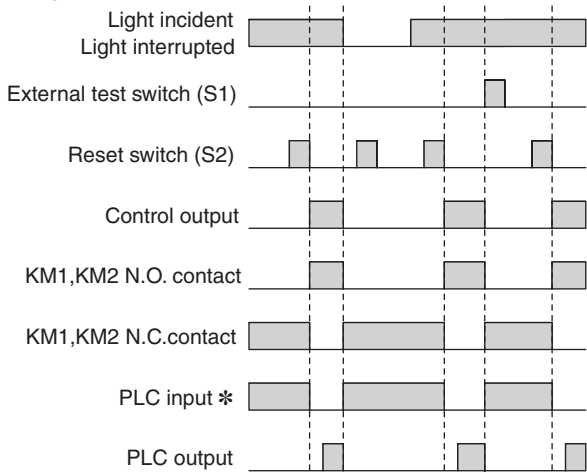 Light incident
Light interrupted
External test switch (S1)
Reset switch (S2)
Control output
KM1,KM2 N.O. contact
KM1,KM2 N.C.contact
PLC input ✻
PLC output